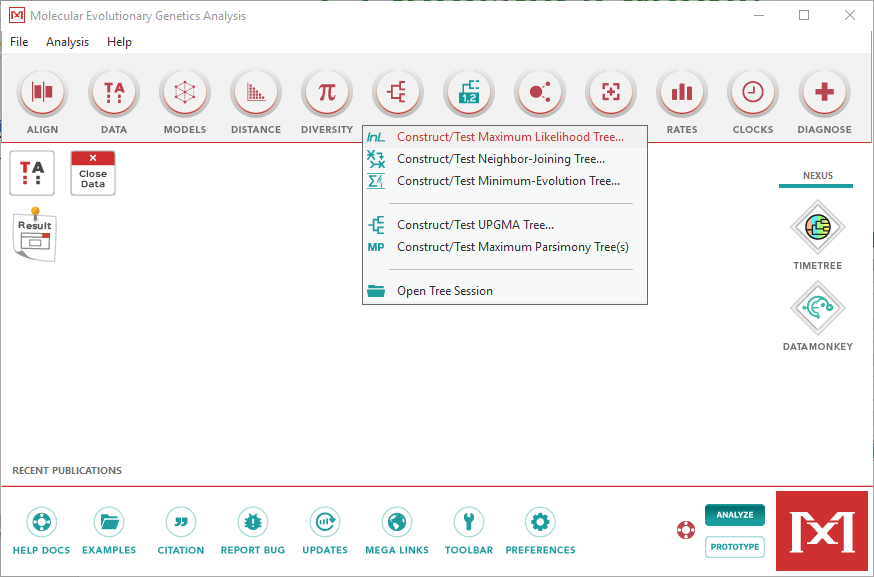 Molecular Evolutionary Genetics Analysis
File Analysis Help
TA
π
1,2
ALIGN DATA MODELS DISTANCE DIVERSITY RATES CLOCKS DIAGNOSE
lnL Construct/Test Maximum Likelihood Tree...
Construct/Test Neighbor-Joining Tree...
Construct/Test Minimum-Evolution Tree...
Construct/Test UPGMA Tree...
MP Construct/Test Maximum Parsimony Tree(s)
Open Tree Session
TA
Close
Data
Result
NEXUS
TIMETREE
DATAMONKEY
RECENT PUBLICATIONS
HELP DOCS EXAMPLES CITATION REPORT BUG UPDATES MEGA LINKS TOOLBAR PREFERENCES
ANALYZE
PROTOTYPE
M